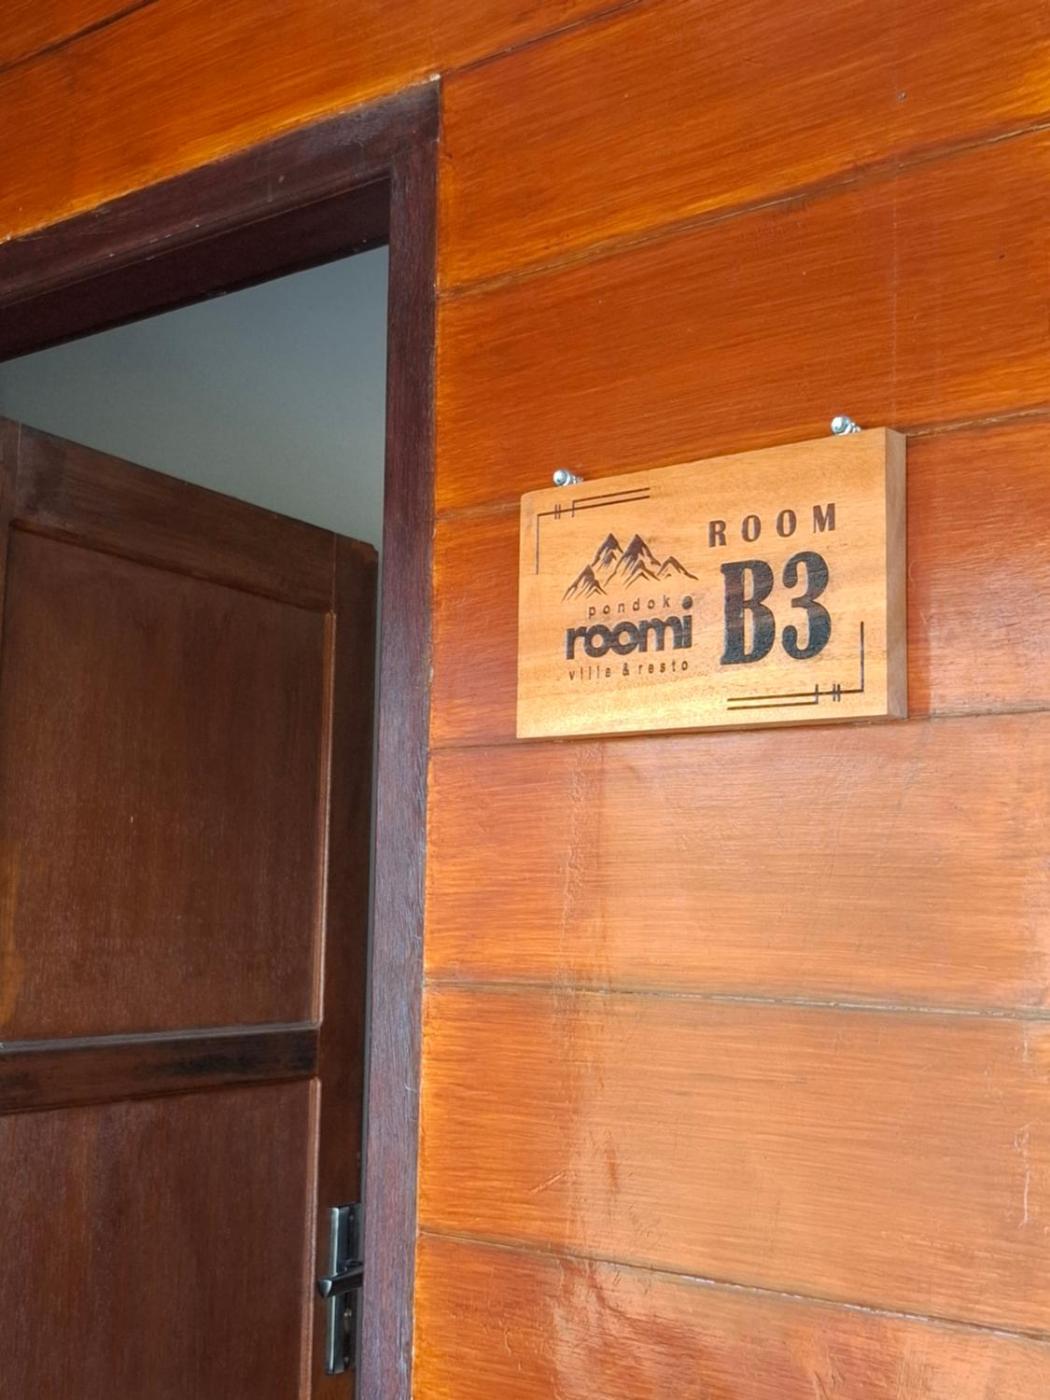 pondok
roomi
villa & resto
ROOM
B3